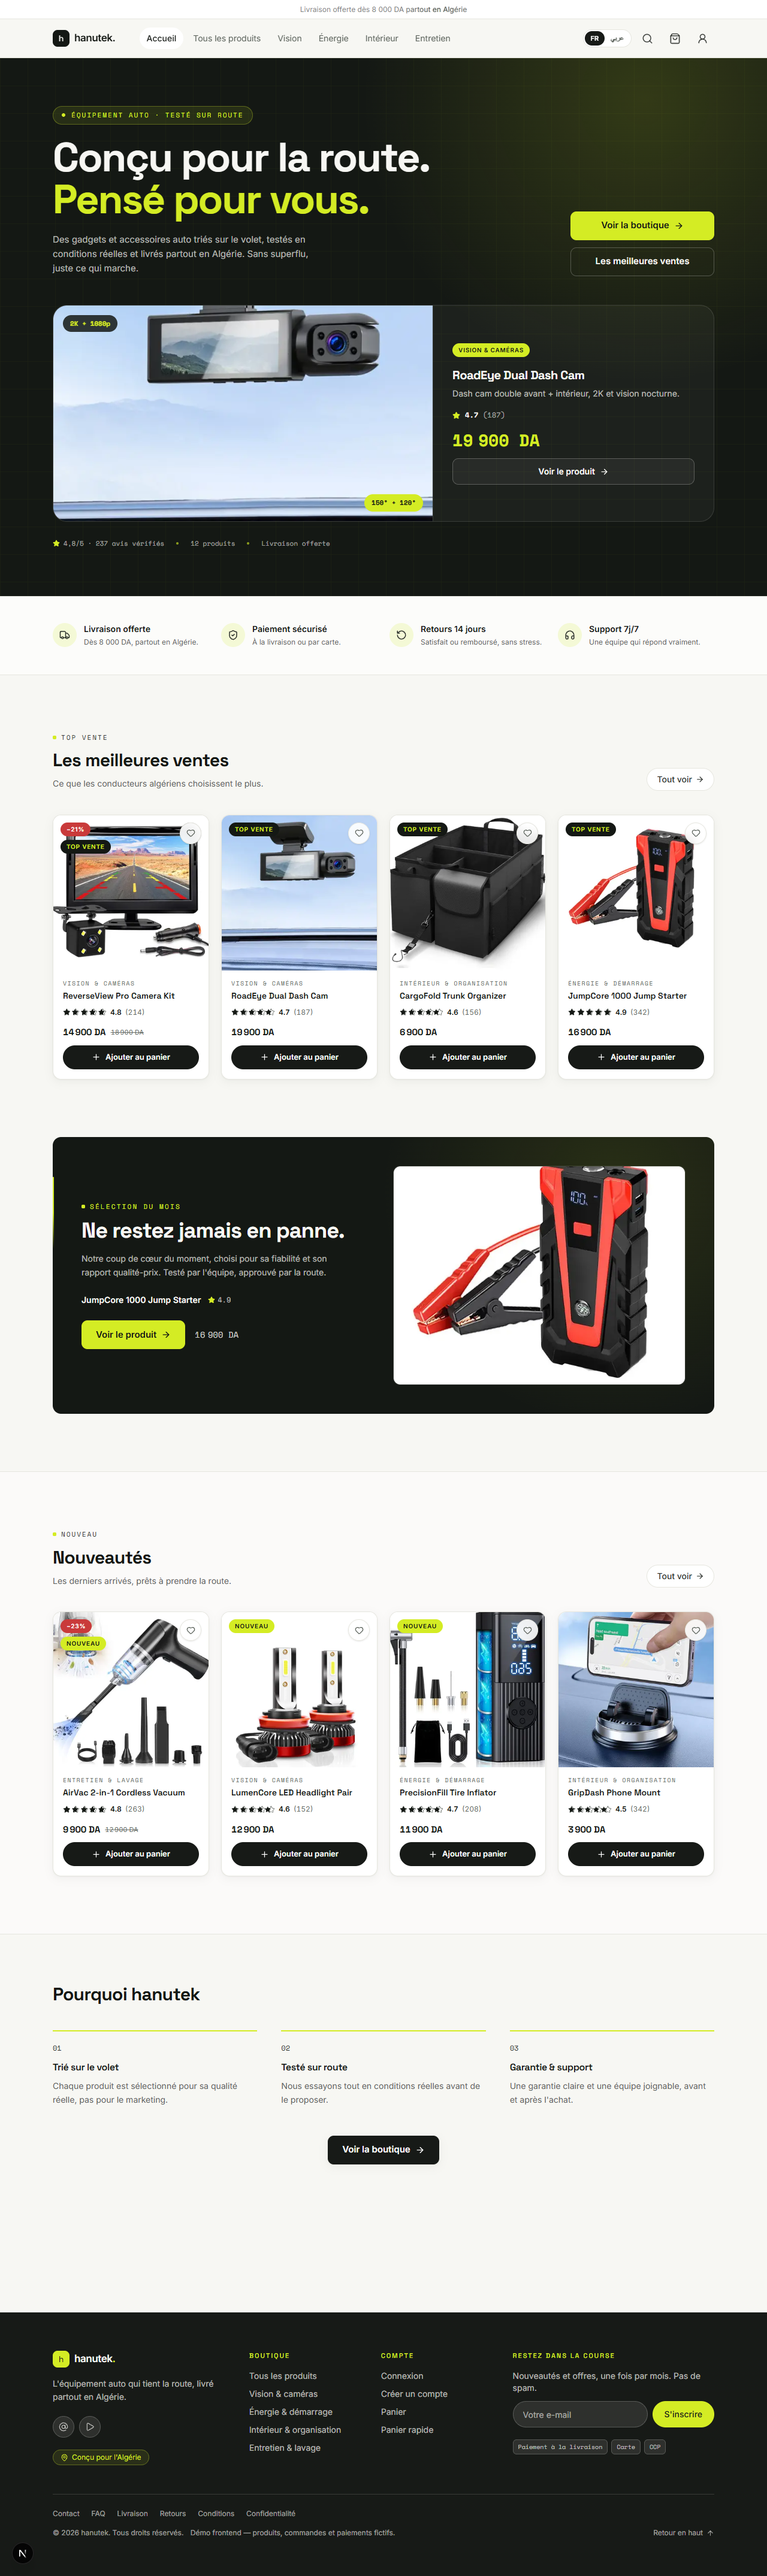 Livraison offerte dès 8 000 DA partout en Algérie
h hanutek.
Accueil
Tous les produits
Vision
Énergie
Intérieur
Entretien
FR
عربي
ÉQUIPEMENT AUTO · TESTÉ SUR ROUTE
Conçu pour la route.
Pensé pour vous.
Des gadgets et accessoires auto triés sur le volet, testés en
conditions réelles et livrés partout en Algérie. Sans superflu,
juste ce qui marche.
Voir la boutique →
Les meilleures ventes
2K + 1080p
150° + 120°
VISION & CAMÉRAS
RoadEye Dual Dash Cam
Dash cam double avant + intérieur, 2K et vision nocturne.
4.7 (187)
19 900 DA
Voir le produit →
4,8/5 · 237 avis vérifiés
12 produits
Livraison offerte
Livraison offerte
Dès 8 000 DA, partout en Algérie.
Paiement sécurisé
À la livraison ou par carte.
Retours 14 jours
Satisfait ou remboursé, sans stress.
Support 7j/7
Une équipe qui répond vraiment.
TOP VENTE
Les meilleures ventes
Ce que les conducteurs algériens choisissent le plus.
Tout voir →
−21%
TOP VENTE
VISION & CAMÉRAS
ReverseView Pro Camera Kit
4.8 (214)
14 900 DA 18 900 DA
+ Ajouter au panier
TOP VENTE
VISION & CAMÉRAS
RoadEye Dual Dash Cam
4.7 (187)
19 900 DA
+ Ajouter au panier
TOP VENTE
INTÉRIEUR & ORGANISATION
CargoFold Trunk Organizer
4.6 (156)
6 900 DA
+ Ajouter au panier
TOP VENTE
ÉNERGIE & DÉMARRAGE
JumpCore 1000 Jump Starter
4.9 (342)
16 900 DA
+ Ajouter au panier
SÉLECTION DU MOIS
Ne restez jamais en panne.
Notre coup de cœur du moment, choisi pour sa fiabilité et son
rapport qualité-prix. Testé par l'équipe, approuvé par la route.
JumpCore 1000 Jump Starter 4.9
Voir le produit →
16 900 DA
NOUVEAU
Nouveautés
Les derniers arrivés, prêts à prendre la route.
Tout voir →
−23%
NOUVEAU
ENTRETIEN & LAVAGE
AirVac 2-in-1 Cordless Vacuum
4.8 (263)
9 900 DA 12 900 DA
+ Ajouter au panier
NOUVEAU
VISION & CAMÉRAS
LumenCore LED Headlight Pair
4.6 (152)
12 900 DA
+ Ajouter au panier
NOUVEAU
ÉNERGIE & DÉMARRAGE
PrecisionFill Tire Inflator
4.7 (208)
11 900 DA
+ Ajouter au panier
INTÉRIEUR & ORGANISATION
GripDash Phone Mount
4.5 (342)
3 900 DA
+ Ajouter au panier
Pourquoi hanutek
01
Trié sur le volet
Chaque produit est sélectionné pour sa qualité
réelle, pas pour le marketing.
02
Testé sur route
Nous essayons tout en conditions réelles avant de
le proposer.
03
Garantie & support
Une garantie claire et une équipe joignable, avant
et après l'achat.
Voir la boutique →
h hanutek.
L'équipement auto qui tient la route, livré
partout en Algérie.
Conçu pour l'Algérie
BOUTIQUE
Tous les produits
Vision & caméras
Énergie & démarrage
Intérieur & organisation
Entretien & lavage
COMPTE
Connexion
Créer un compte
Panier
Panier rapide
RESTEZ DANS LA COURSE
Nouveautés et offres, une fois par mois. Pas de
spam.
Votre e-mail
S'inscrire
Paiement à la livraison
Carte
CCP
Contact
FAQ
Livraison
Retours
Conditions
Confidentialité
© 2026 hanutek. Tous droits réservés. Démo frontend — produits, commandes et paiements fictifs.
Retour en haut ↑
N